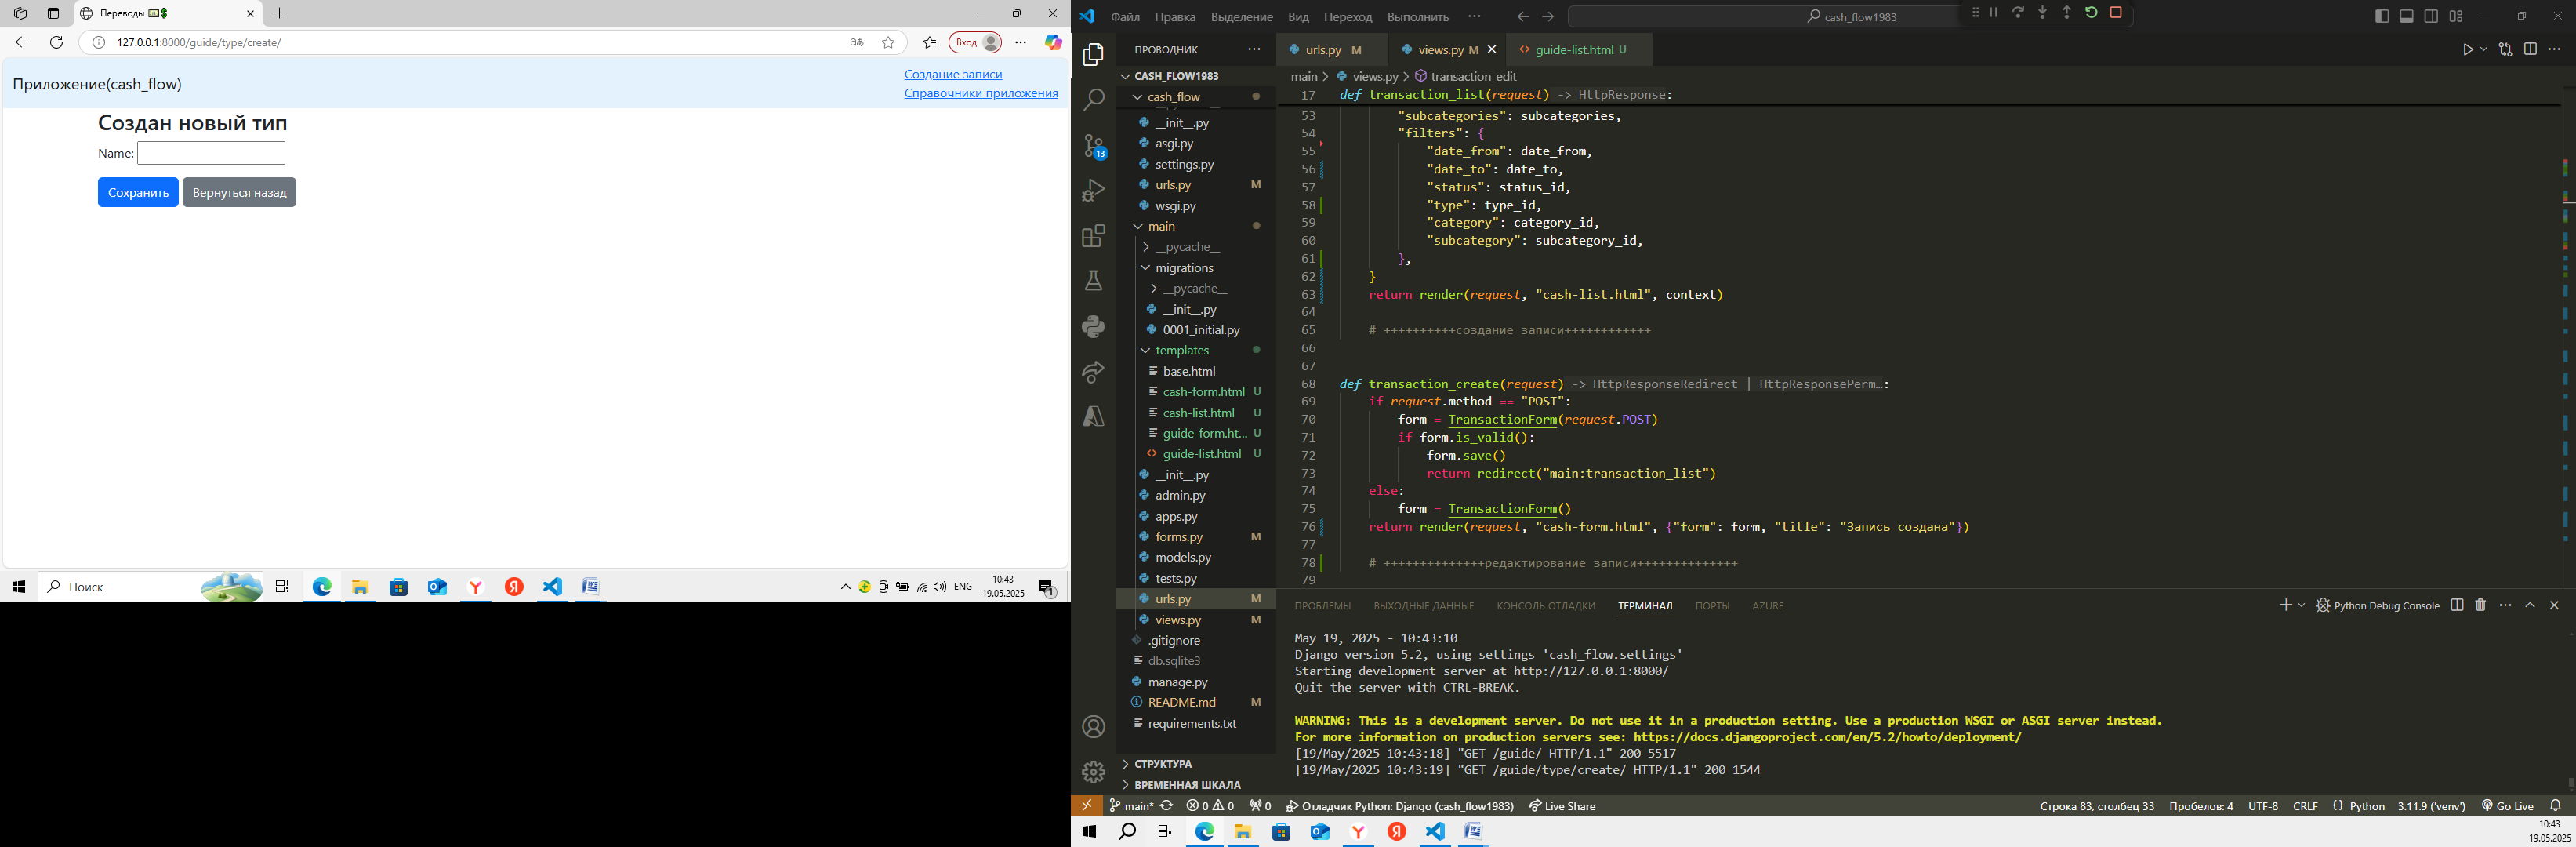 Переводы
127.0.0.1:8000/guide/type/create/
Вход
Приложение(cash_flow)
Создание записи
Справочники приложения
Создан новый тип
Name:
Сохранить
Вернуться назад
Поиск
ENG
10:43
19.05.2025
1
Файл Правка Выделение Вид Переход Выполнить ···
cash_flow1983
ПРОВОДНИК ···
CASH_FLOW1983
cash_flow
__init__.py
asgi.py
settings.py
urls.py M
wsgi.py
main
__pycache__
migrations
__pycache__
__init__.py
0001_initial.py
templates
base.html
cash-form.html U
cash-list.html U
guide-form.ht... U
guide-list.html U
__init__.py
admin.py
apps.py
forms.py M
models.py
tests.py
urls.py M
views.py M
.gitignore
db.sqlite3
manage.py
README.md M
requirements.txt
СТРУКТУРА
ВРЕМЕННАЯ ШКАЛА
13
urls.py M
views.py M
guide-list.html U
main > views.py > transaction_edit
17 def transaction_list(request) -> HttpResponse:
53 "subcategories": subcategories,
54 "filters": {
55 "date_from": date_from,
56 "date_to": date_to,
57 "status": status_id,
58 "type": type_id,
59 "category": category_id,
60 "subcategory": subcategory_id,
61 },
62 }
63 return render(request, "cash-list.html", context)
64
65 # ++++++++++создание записи++++++++++++
66
67
68 def transaction_create(request) -> HttpResponseRedirect | HttpResponsePerm…:
69 if request.method == "POST":
70 form = TransactionForm(request.POST)
71 if form.is_valid():
72 form.save()
73 return redirect("main:transaction_list")
74 else:
75 form = TransactionForm()
76 return render(request, "cash-form.html", {"form": form, "title": "Запись создана"})
77
78 # ++++++++++++++редактирование записи++++++++++++++
79
ПРОБЛЕМЫ ВЫХОДНЫЕ ДАННЫЕ КОНСОЛЬ ОТЛАДКИ ТЕРМИНАЛ ПОРТЫ AZURE
Python Debug Console
May 19, 2025 - 10:43:10
Django version 5.2, using settings 'cash_flow.settings'
Starting development server at http://127.0.0.1:8000/
Quit the server with CTRL-BREAK.
WARNING: This is a development server. Do not use it in a production setting. Use a production WSGI or ASGI server instead.
For more information on production servers see: https://docs.djangoproject.com/en/5.2/howto/deployment/
[19/May/2025 10:43:18] "GET /guide/ HTTP/1.1" 200 5517
[19/May/2025 10:43:19] "GET /guide/type/create/ HTTP/1.1" 200 1544
main* 0 0 0 Отладчик Python: Django (cash_flow1983) Live Share
Строка 83, столбец 33 Пробелов: 4 UTF-8 CRLF Python 3.11.9 ('venv') Go Live
10:43
19.05.2025